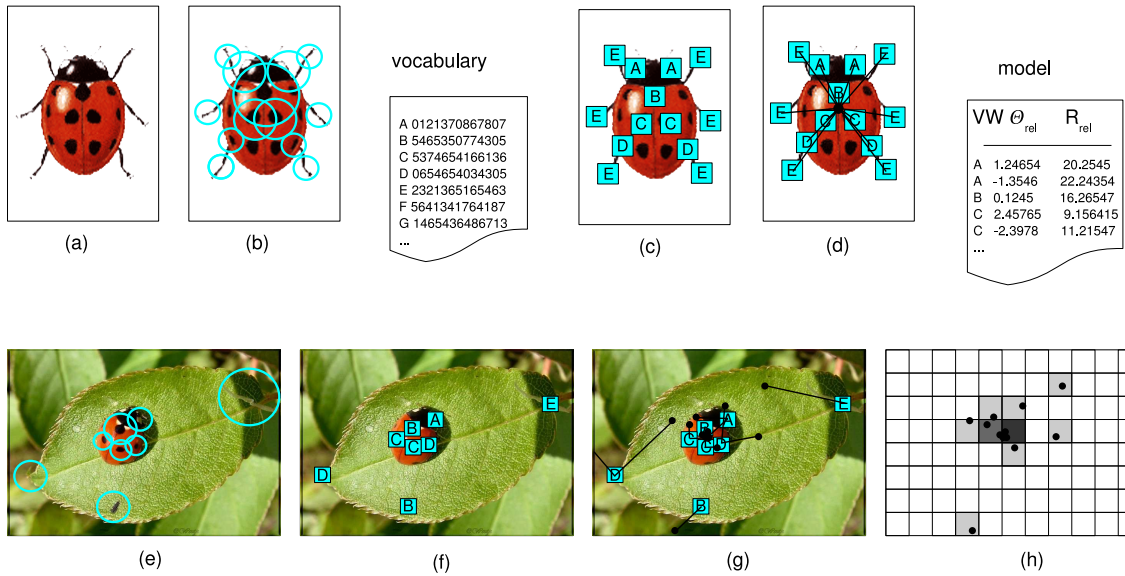 vocabulary
A 0121370867807
B 5465350774305
C 5374654166136
D 0654654034305
E 2321365165463
F 5641341764187
G 1465436486713
...
E E
A A
B
E C C E
D D
E E
E E
A A
B
E C C E
D D
E E
model
VW Θrel Rrel
A 1.24654 20.2545
A -1.3546 22.24354
B 0.1245 16.26547
C 2.45765 9.156415
C -2.3978 11.21547
...
(a) (b) (c) (d)
E
A
B
C D
C
D
B
E
A
B
C
C D
D
B
(e) (f) (g) (h)